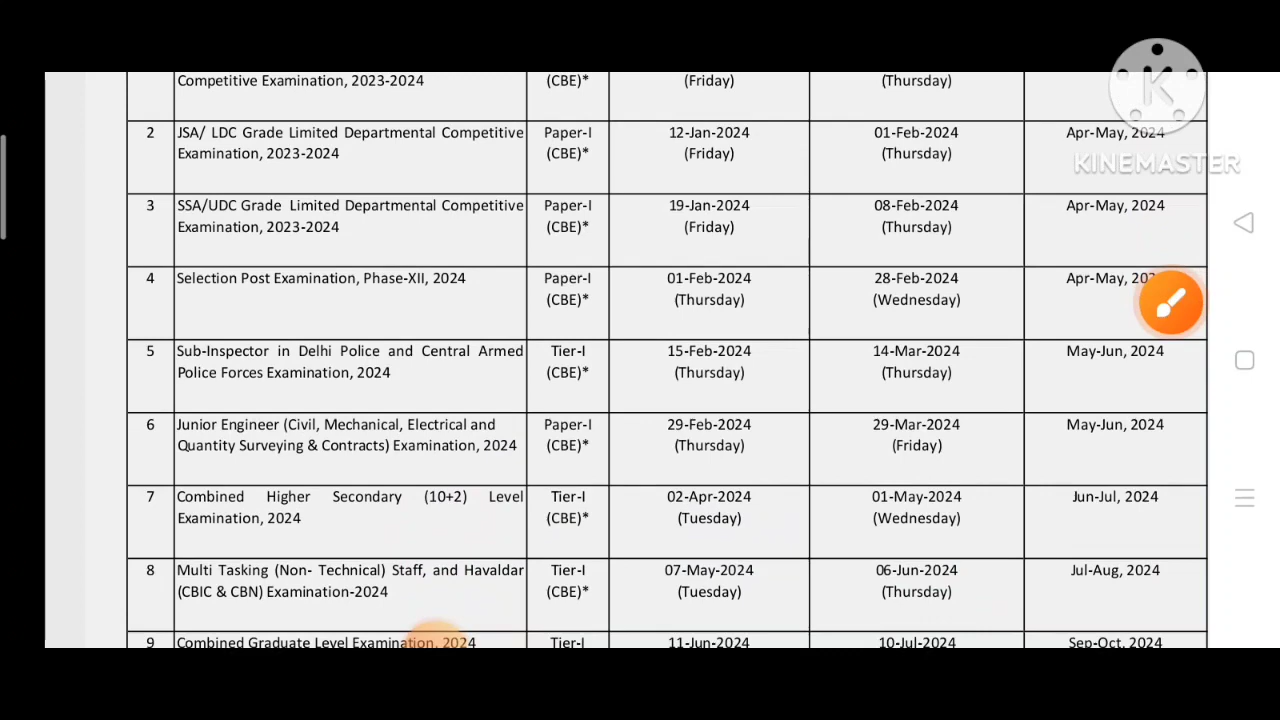 Competitive Examination, 2023-2024 (CBE)* (Friday) (Thursday)
2 JSA/ LDC Grade Limited Departmental Competitive Paper-I 12-Jan-2024 01-Feb-2024 Apr-May, 2024
Examination, 2023-2024 (CBE)* (Friday) (Thursday)
KINEMASTER
3 SSA/UDC Grade Limited Departmental Competitive Paper-I 19-Jan-2024 08-Feb-2024 Apr-May, 2024
Examination, 2023-2024 (CBE)* (Friday) (Thursday)
4 Selection Post Examination, Phase-XII, 2024 Paper-I 01-Feb-2024 28-Feb-2024 Apr-May,
(CBE)* (Thursday) (Wednesday)
5 Sub-Inspector in Delhi Police and Central Armed Tier-I 15-Feb-2024 14-Mar-2024 May-Jun, 2024
Police Forces Examination, 2024 (CBE)* (Thursday) (Thursday)
6 Junior Engineer (Civil, Mechanical, Electrical and Paper-I 29-Feb-2024 29-Mar-2024 May-Jun, 2024
Quantity Surveying & Contracts) Examination, 2024 (CBE)* (Thursday) (Friday)
7 Combined Higher Secondary (10+2) Level Tier-I 02-Apr-2024 01-May-2024 Jun-Jul, 2024
Examination, 2024 (CBE)* (Tuesday) (Wednesday)
8 Multi Tasking (Non- Technical) Staff, and Havaldar Tier-I 07-May-2024 06-Jun-2024 Jul-Aug, 2024
(CBIC & CBN) Examination-2024 (CBE)* (Tuesday) (Thursday)
9 Combined Graduate Level Examination, 2024 Tier-I 11-Jun-2024 10-Jul-2024 Sep-Oct, 2024